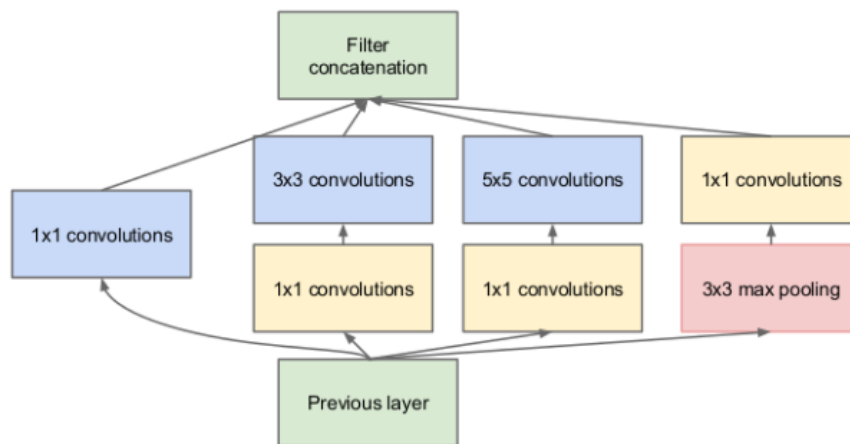 Filter
concatenation
3x3 convolutions
5x5 convolutions
1x1 convolutions
1x1 convolutions
1x1 convolutions
1x1 convolutions
3x3 max pooling
Previous layer